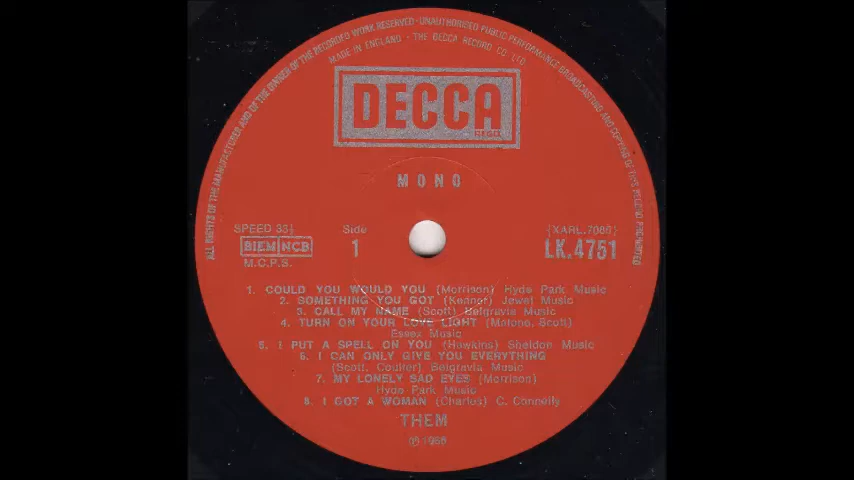 ALL RIGHTS OF THE MANUFACTURER AND OF THE OWNER OF THE RECORDED WORK RESERVED · UNAUTHORISED PUBLIC PERFORMANCE BROADCASTING AND COPYING OF THIS RECORD PROHIBITED
MADE IN ENGLAND · THE DECCA RECORD CO. LTD.
DECCA
MONO
SPEED 33⅓ Side (XARL.7066)
BIEM NCB 1 LK.4751
M.C.P.S.
1. COULD YOU WOULD YOU (Morrison) Hyde Park Music
2. SOMETHING YOU GOT (Kenner) Jewel Music
3. CALL MY NAME (Scott) Belgravia Music
4. TURN ON YOUR LOVE LIGHT (Malone, Scott)
Essex Music
5. I PUT A SPELL ON YOU (Hawkins) Sheldon Music
6. I CAN ONLY GIVE YOU EVERYTHING
(Scott, Coulter) Belgravia Music
7. MY LONELY SAD EYES (Morrison)
Hyde Park Music
8. I GOT A WOMAN (Charles) C. Connelly
THEM
℗ 1966